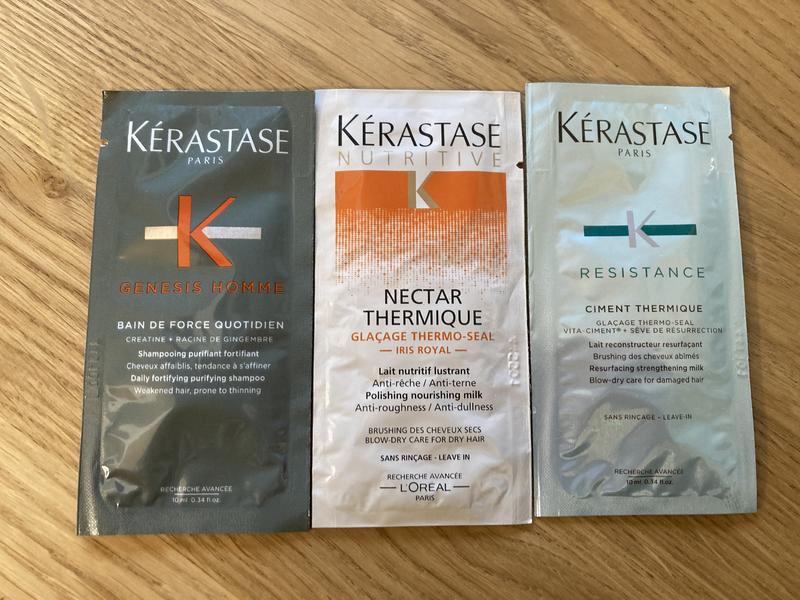 KÉRASTASE
PARIS
K
GENESIS HOMME
BAIN DE FORCE QUOTIDIEN
CREATINE + RACINE DE GINGEMBRE
Shampooing purifiant fortifiant
Cheveux affaiblis, tendance à s'affiner
Daily fortifying purifying shampoo
Weakened hair, prone to thinning
RECHERCHE AVANCÉE
10 ml 0.34 fl.oz.
KÉRASTASE
NUTRITIVE
K
NECTAR
THERMIQUE
GLAÇAGE THERMO-SEAL
— IRIS ROYAL —
Lait nutritif lustrant
Anti-rêche / Anti-terne
Polishing nourishing milk
Anti-roughness / Anti-dullness
BRUSHING DES CHEVEUX SECS
BLOW-DRY CARE FOR DRY HAIR
SANS RINÇAGE - LEAVE IN
RECHERCHE AVANCÉE
— L'ORÉAL —
PARIS
KÉRASTASE
PARIS
K
RESISTANCE
CIMENT THERMIQUE
GLAÇAGE THERMO-SEAL
VITA-CIMENT® + SÈVE DE RÉSURRECTION
Lait reconstructeur resurfaçant
Brushing des cheveux abîmés
Resurfacing strengthening milk
Blow-dry care for damaged hair
SANS RINÇAGE - LEAVE-IN
RECHERCHE AVANCÉE
10 ml. 0.34 fl.oz.